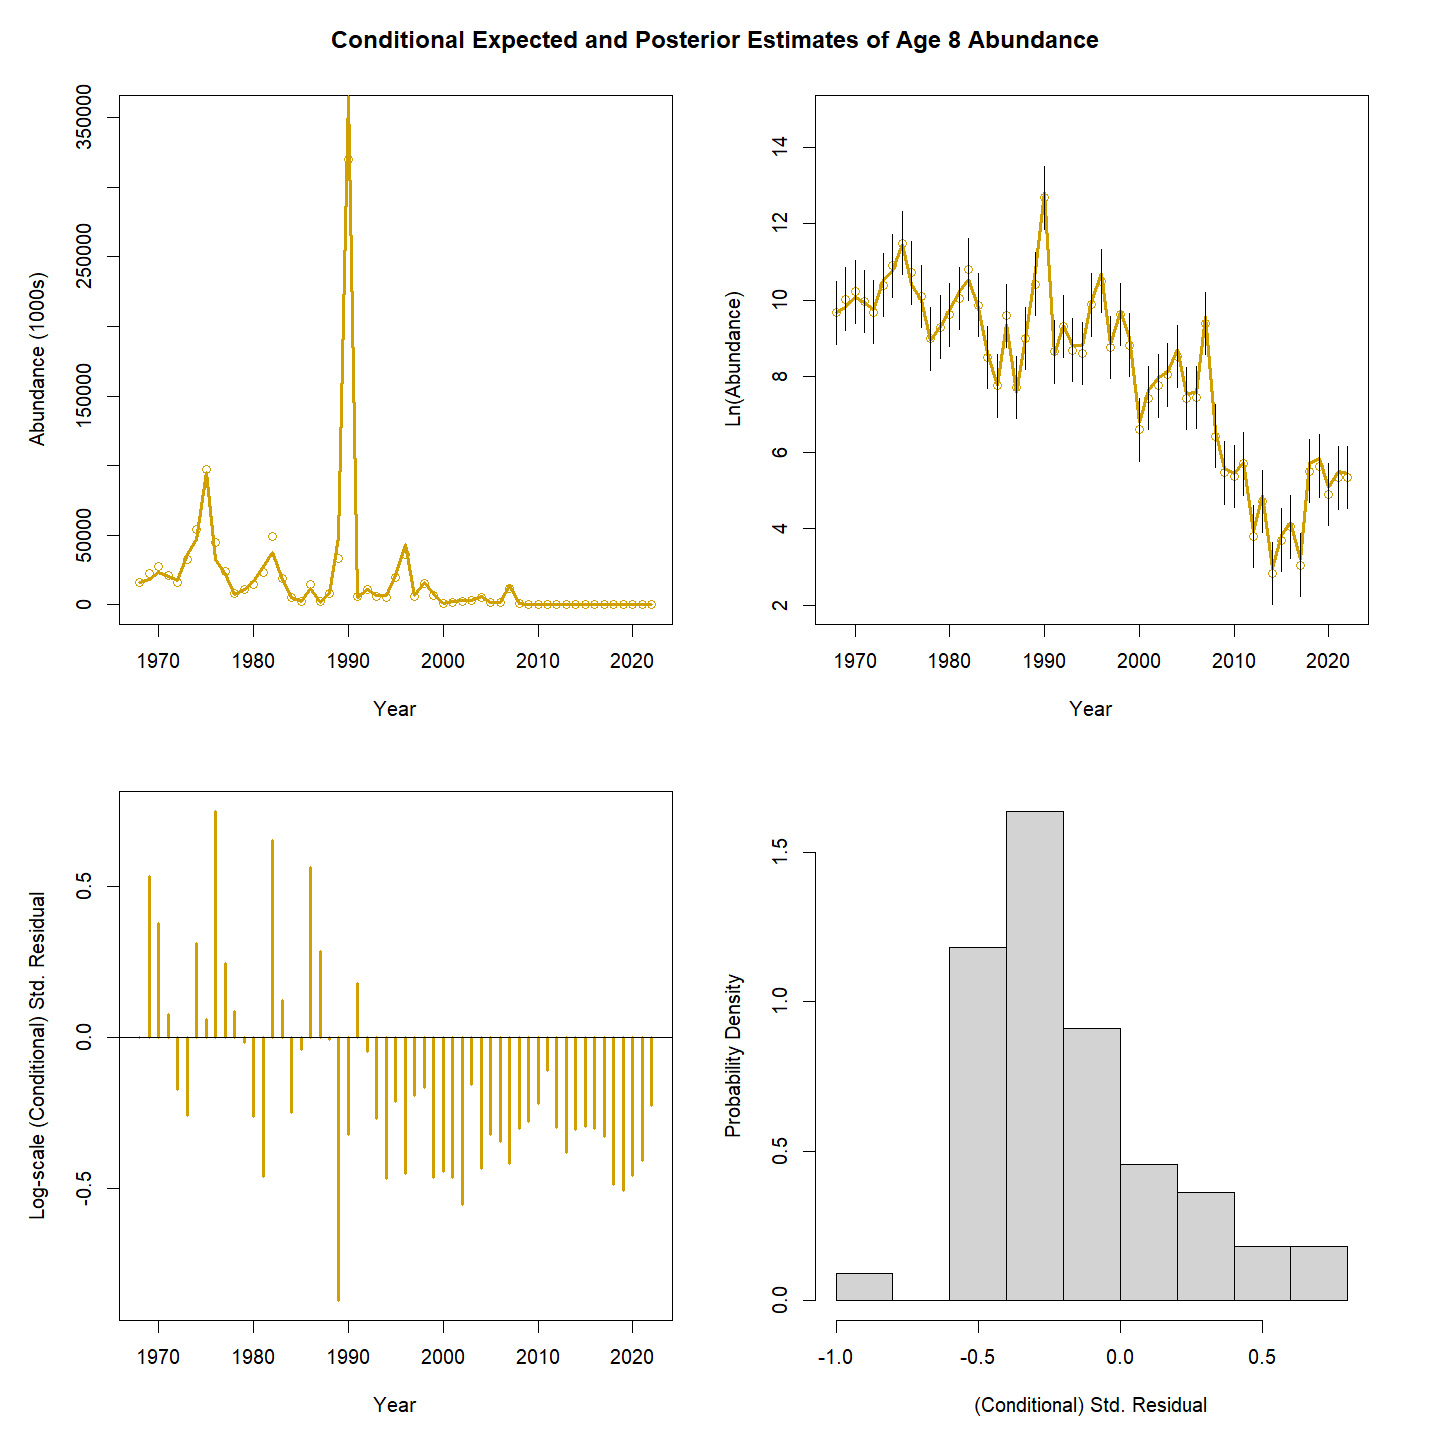 Conditional Expected and Posterior Estimates of Age 8 Abundance
Abundance (1000s)
350000
250000
150000
50000
0
1970 1980 1990 2000 2010 2020
Year
Ln(Abundance)
14
12
10
8
6
4
2
1970 1980 1990 2000 2010 2020
Year
Log-scale (Conditional) Std. Residual
0.5
0.0
-0.5
1970 1980 1990 2000 2010 2020
Year
Probability Density
1.5
1.0
0.5
0.0
-1.0 -0.5 0.0 0.5
(Conditional) Std. Residual